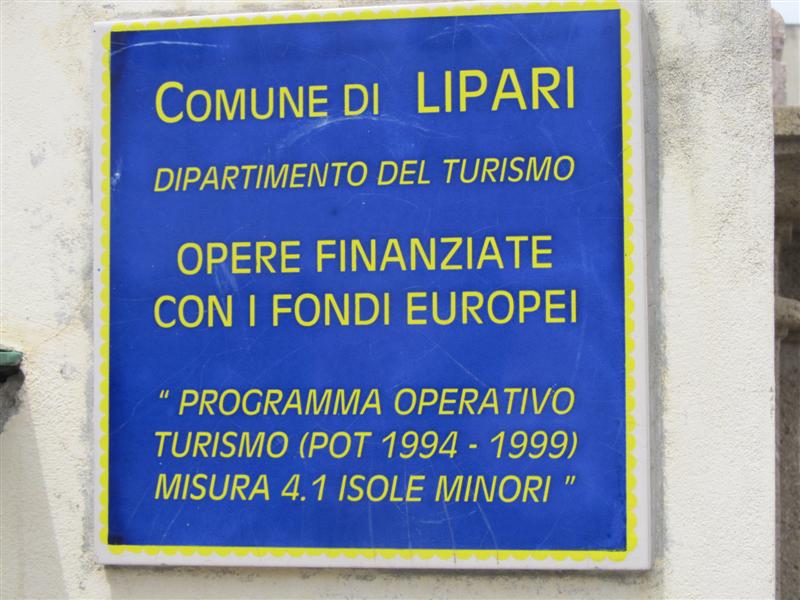 COMUNE DI LIPARI
DIPARTIMENTO DEL TURISMO
OPERE FINANZIATE
CON I FONDI EUROPEI
“ PROGRAMMA OPERATIVO
TURISMO (POT 1994 - 1999)
MISURA 4.1 ISOLE MINORI ”